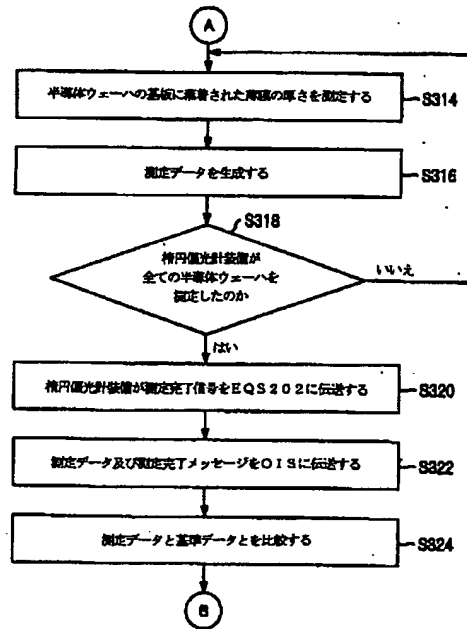 A
半導体ウェーハの基板に蒸着された薄膜の厚さを測定する
S314
測定データを生成する
S316
S318
楕円偏光計装備が
全ての半導体ウェーハを
測定したのか
いいえ
はい
楕円偏光計装備が測定完了信号をEQS202に伝送する
S320
測定データ及び測定完了メッセージをOISに伝送する
S322
測定データと基準データとを比較する
S324
B